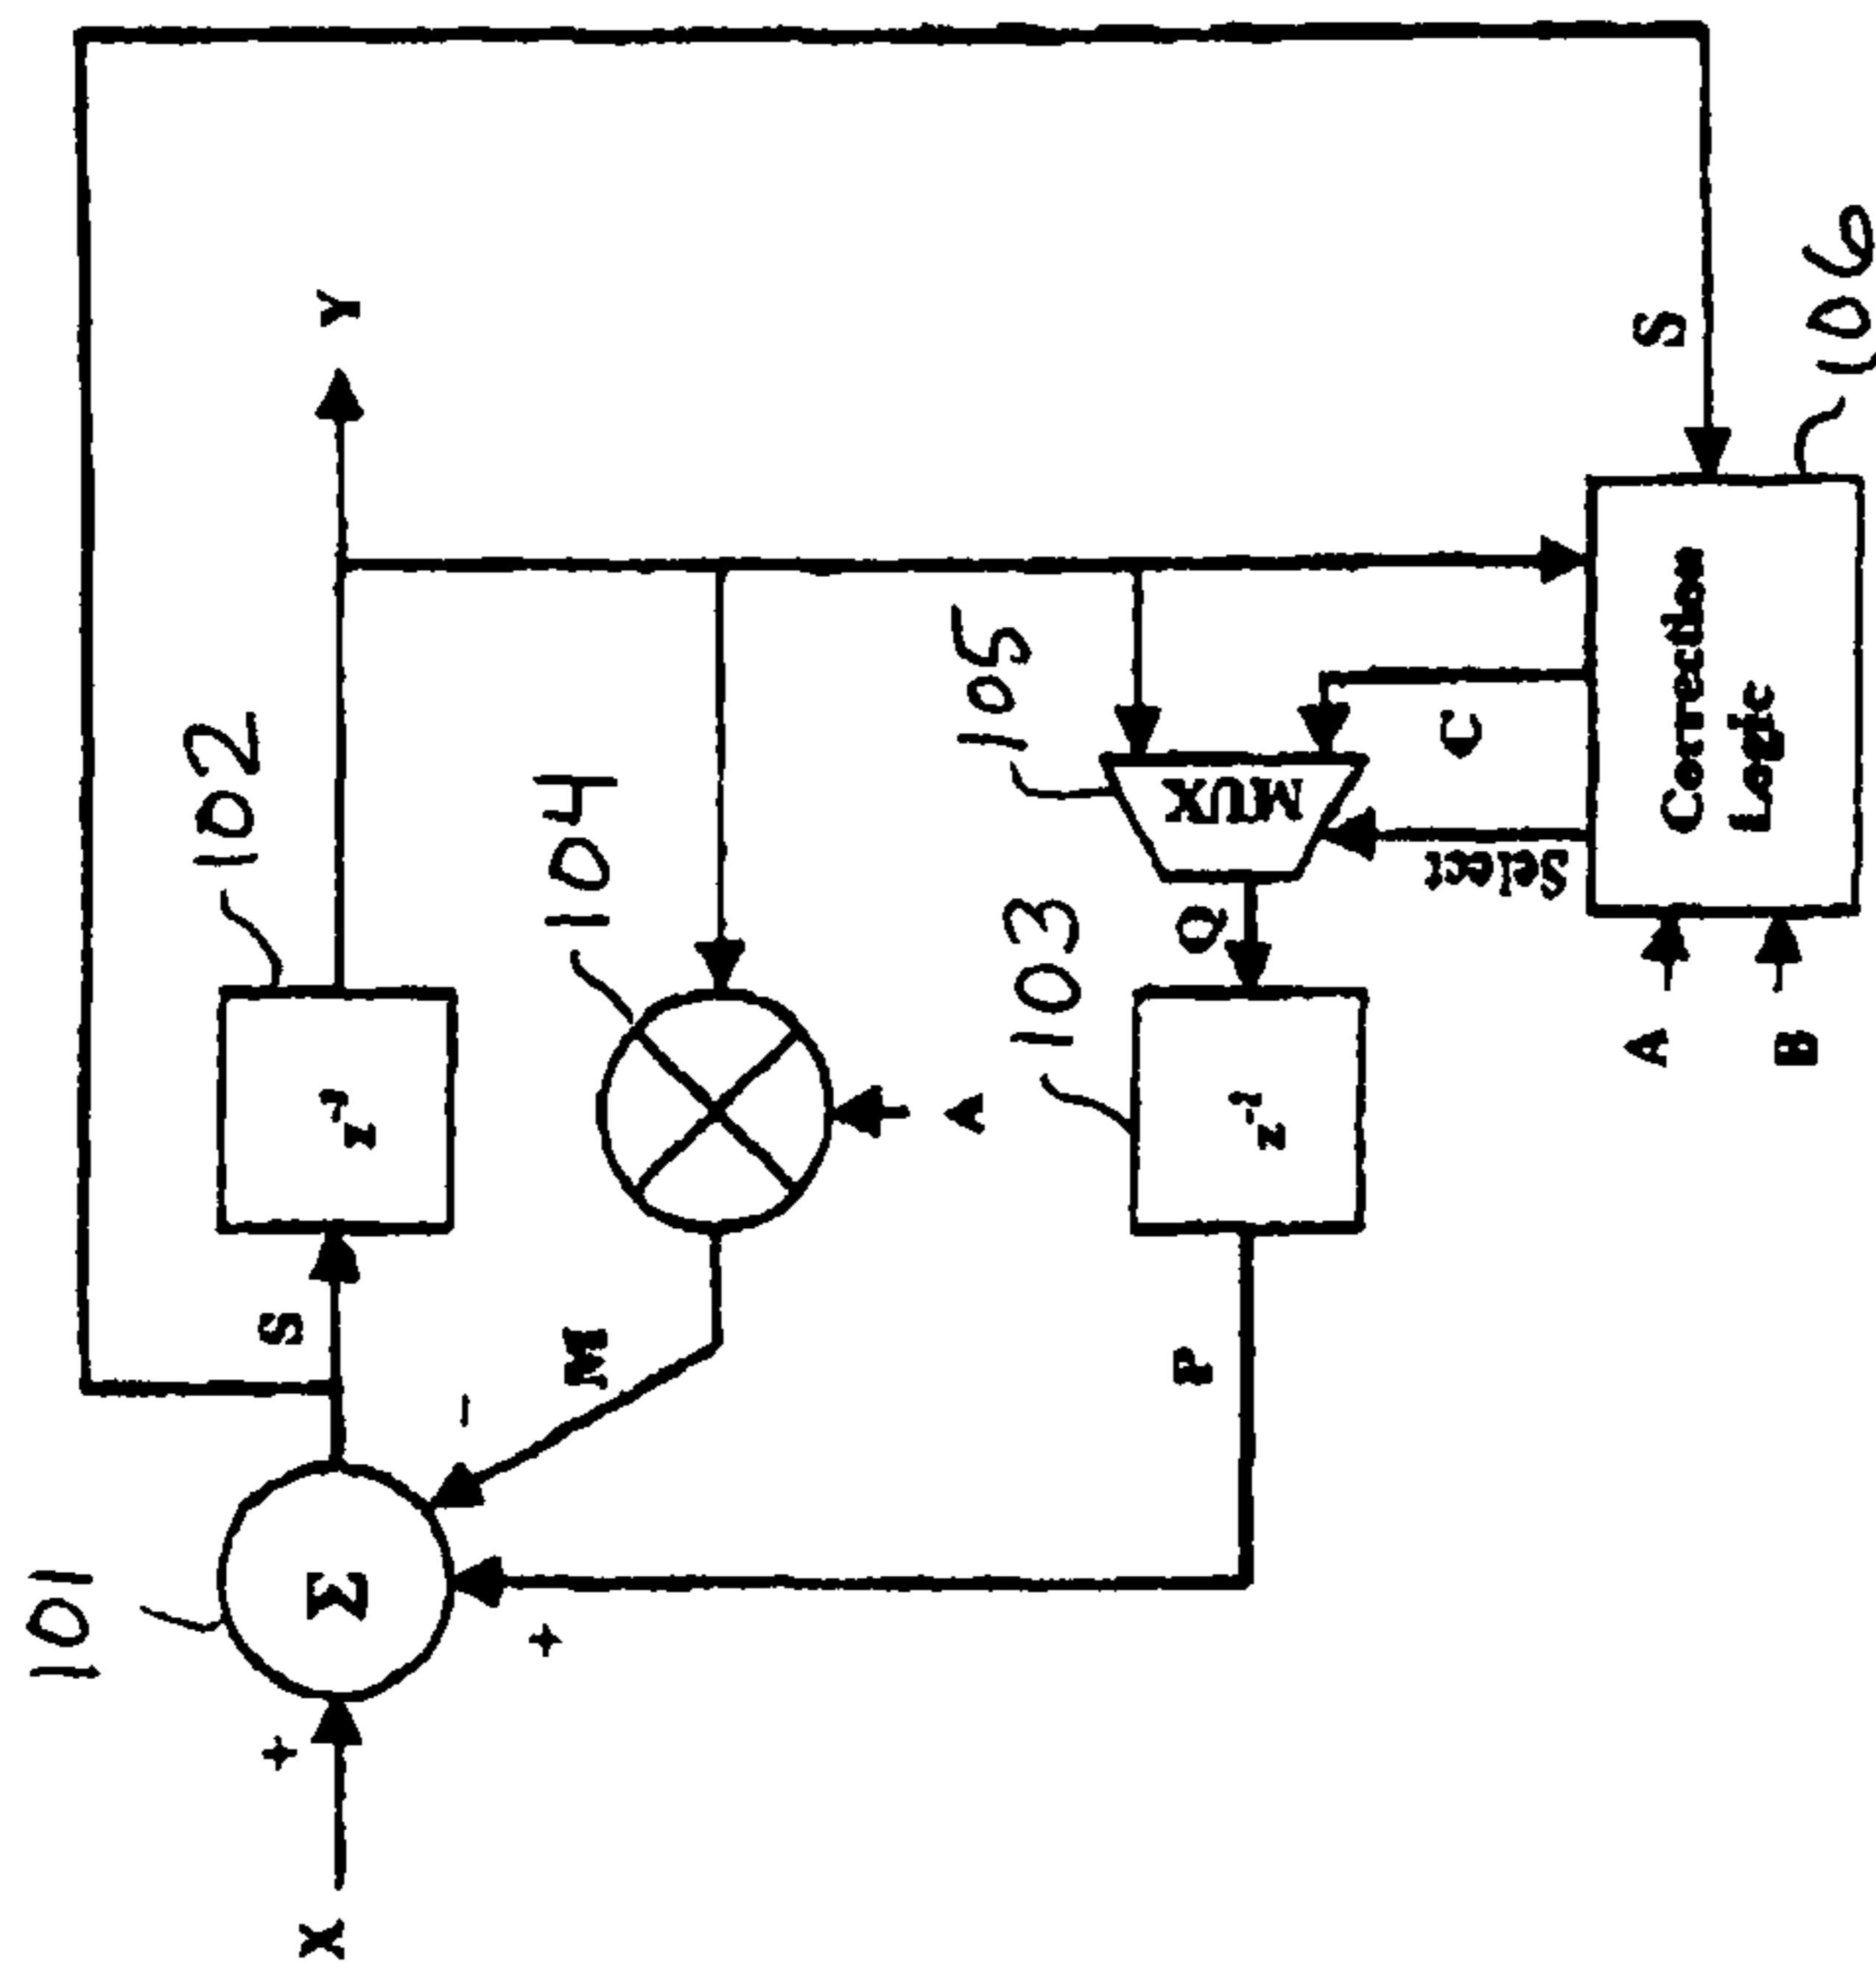 101
X
+
Σ
S
102
z⁻¹
Y
-
M
104
A
+
P
103
z⁻¹
Q
105
MUX
C
Select
S
106
Correction
Logic
A
B